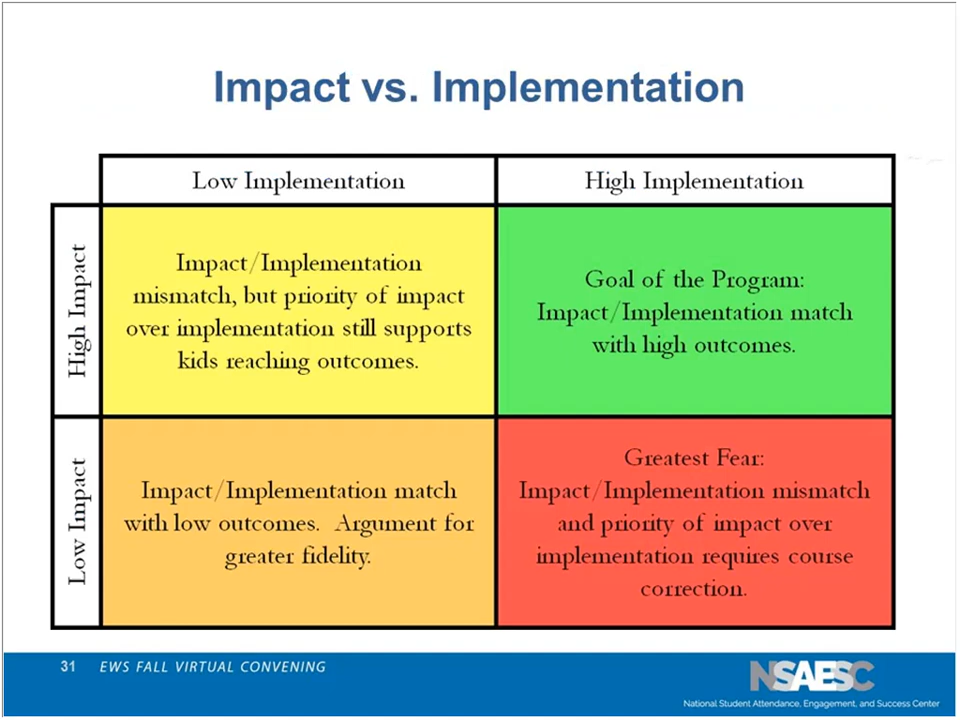 Impact vs. Implementation
Low Implementation
High Implementation
High Impact
Impact/Implementation
mismatch, but priority of impact
over implementation still supports
kids reaching outcomes.
Goal of the Program:
Impact/Implementation match
with high outcomes.
Low Impact
Impact/Implementation match
with low outcomes. Argument for
greater fidelity.
Greatest Fear:
Impact/Implementation mismatch
and priority of impact over
implementation requires course
correction.
31 EWS FALL VIRTUAL CONVENING
NSAESC
National Student Attendance, Engagement, and Success Center